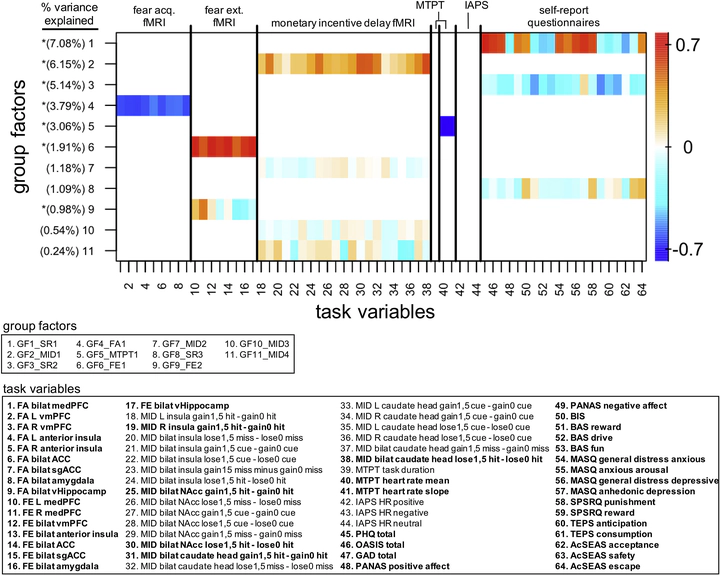 % variance explained
fear acq. fMRI
fear ext. fMRI
monetary incentive delay fMRI
MTPT
IAPS
self-report questionnaires
group factors
*(7.08%) 1
*(6.15%) 2
*(5.14%) 3
*(3.79%) 4
*(3.06%) 5
*(1.91%) 6
(1.18%) 7
(1.09%) 8
*(0.98%) 9
(0.54%) 10
(0.24%) 11
0.7
0
-0.7
2 4 6 8 10 12 14 16 18 20 22 24 26 28 30 32 34 36 38 40 42 44 46 48 50 52 54 56 58 60 62 64
task variables
group factors
1. GF1_SR1 4. GF4_FA1 7. GF7_MID2 10. GF10_MID3
2. GF2_MID1 5. GF5_MTPT1 8. GF8_SR3 11. GF11_MID4
3. GF3_SR2 6. GF6_FE1 9. GF9_FE2
task variables
1. FA bilat medPFC
2. FA L vmPFC
3. FA R vmPFC
4. FA L anterior insula
5. FA R anterior insula
6. FA bilat ACC
7. FA bilat sgACC
8. FA bilat amygdala
9. FA bilat vHippocamp
10. FE L medPFC
11. FE R medPFC
12. FE bilat vmPFC
13. FE bilat anterior insula
14. FE bilat ACC
15. FE bilat sgACC
16. FE bilat amygdala
17. FE bilat vHippocamp
18. MID L insula gain1,5 hit - gain0 hit
19. MID R insula gain1,5 hit - gain0 hit
20. MID bilat insula lose1,5 miss - lose0 miss
21. MID bilat insula gain1,5 cue - gain0 cue
22. MID bilat insula lose1,5 cue - lose0 cue
23. MID bilat insula gain15 miss minus gain0 miss
24. MID bilat insula lose1,5 hit - lose0 hit
25. MID bilat NAcc gain1,5 hit - gain0 hit
26. MID bilat NAcc lose1,5 miss - lose0 miss
27. MID bilat NAcc gain1,5 cue - gain0 cue
28. MID bilat NAcc lose1,5 cue - lose0 cue
29. MID bilat NAcc gain1,5 miss - gain0 miss
30. MID bilat NAcc lose1,5 hit - lose0 hit
31. MID bilat caudate head gain1,5 hit - gain0 hit
32. MID bilat caudate head lose1,5 miss - lose0 miss
33. MID L caudate head gain1,5 cue - gain0 cue
34. MID R caudate head gain1,5 cue - gain0 cue
35. MID L caudate head lose1,5 cue - lose0 cue
36. MID R caudate head lose1,5 cue - lose0 cue
37. MID bilat caudate head gain1,5 miss - gain0 miss
38. MID bilat caudate head lose1,5 hit - lose0 hit
39. MTPT task duration
40. MTPT heart rate mean
41. MTPT heart rate slope
42. IAPS HR positive
43. IAPS HR negative
44. IAPS HR neutral
45. PHQ total
46. OASIS total
47. GAD total
48. PANAS positive affect
49. PANAS negative affect
50. BIS
51. BAS reward
52. BAS drive
53. BAS fun
54. MASQ general distress anxious
55. MASQ anxious arousal
56. MASQ general distress depressive
57. MASQ anhedonic depression
58. SPSRQ punishment
59. SPSRQ reward
60. TEPS anticipation
61. TEPS consumption
62. AcSEAS acceptance
63. AcSEAS safety
64. AcSEAS escape